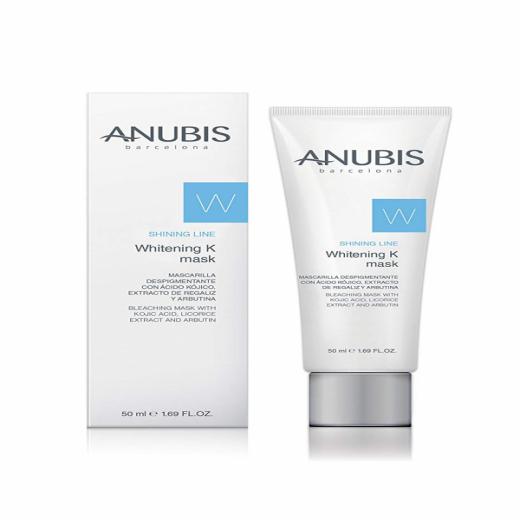 ANUBIS
barcelona
W
SHINING LINE
Whitening K
mask
MASCARILLA
DESPIGMENTANTE
CON ÁCIDO KÓJICO,
EXTRACTO DE REGALIZ
Y ARBUTINA
BLEACHING MASK WITH
KOJIC ACID, LICORICE
EXTRACT AND ARBUTIN
50 ml ℮ 1.69 FL.OZ.
ANUBIS
barcelona
W
SHINING LINE
Whitening K
mask
MASCARILLA DESPIGMENTANTE
CON ÁCIDO KÓJICO, EXTRACTO
DE REGALIZ Y ARBUTINA
BLEACHING MASK WITH
KOJIC ACID, LICORICE
EXTRACT AND ARBUTIN
50 ml ℮ 1.69 FL.OZ.